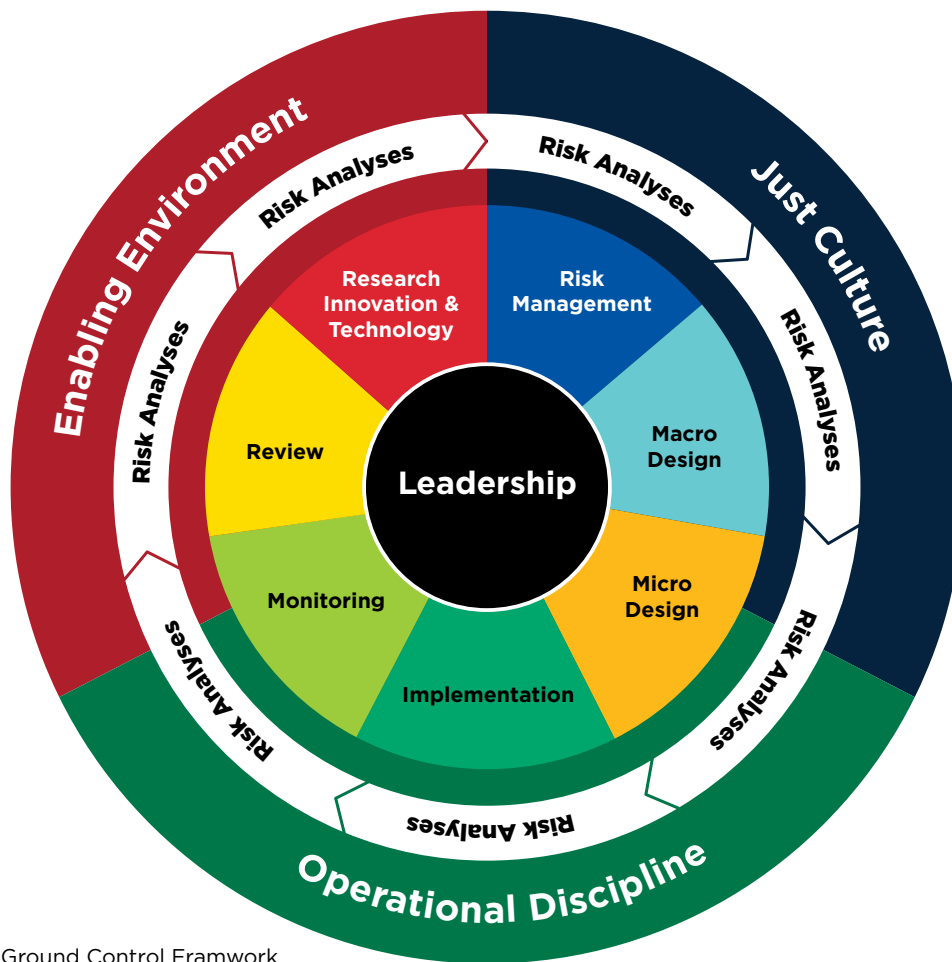 Enabling Environment
Just Culture
Operational Discipline
Risk Analyses
Risk Analyses
Risk Analyses
Risk Analyses
Risk Analyses
Risk Analyses
Risk Analyses
Research
Innovation &
Technology
Risk
Management
Macro
Design
Micro
Design
Implementation
Monitoring
Review
Leadership
Ground Control Framwork